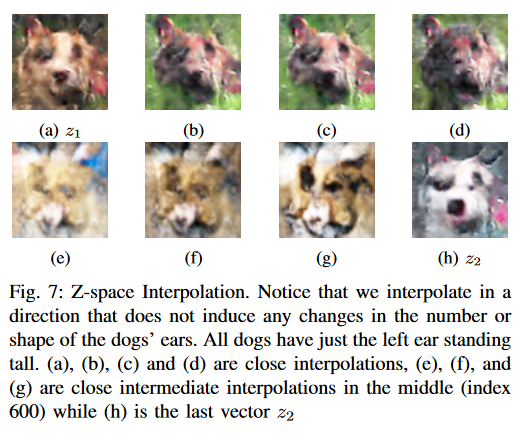 (a) z₁ (b) (c) (d)
(e) (f) (g) (h) z₂
Fig. 7: Z-space Interpolation. Notice that we interpolate in a
direction that does not induce any changes in the number or
shape of the dogs' ears. All dogs have just the left ear standing
tall. (a), (b), (c) and (d) are close interpolations, (e), (f), and
(g) are close intermediate interpolations in the middle (index
600) while (h) is the last vector z₂